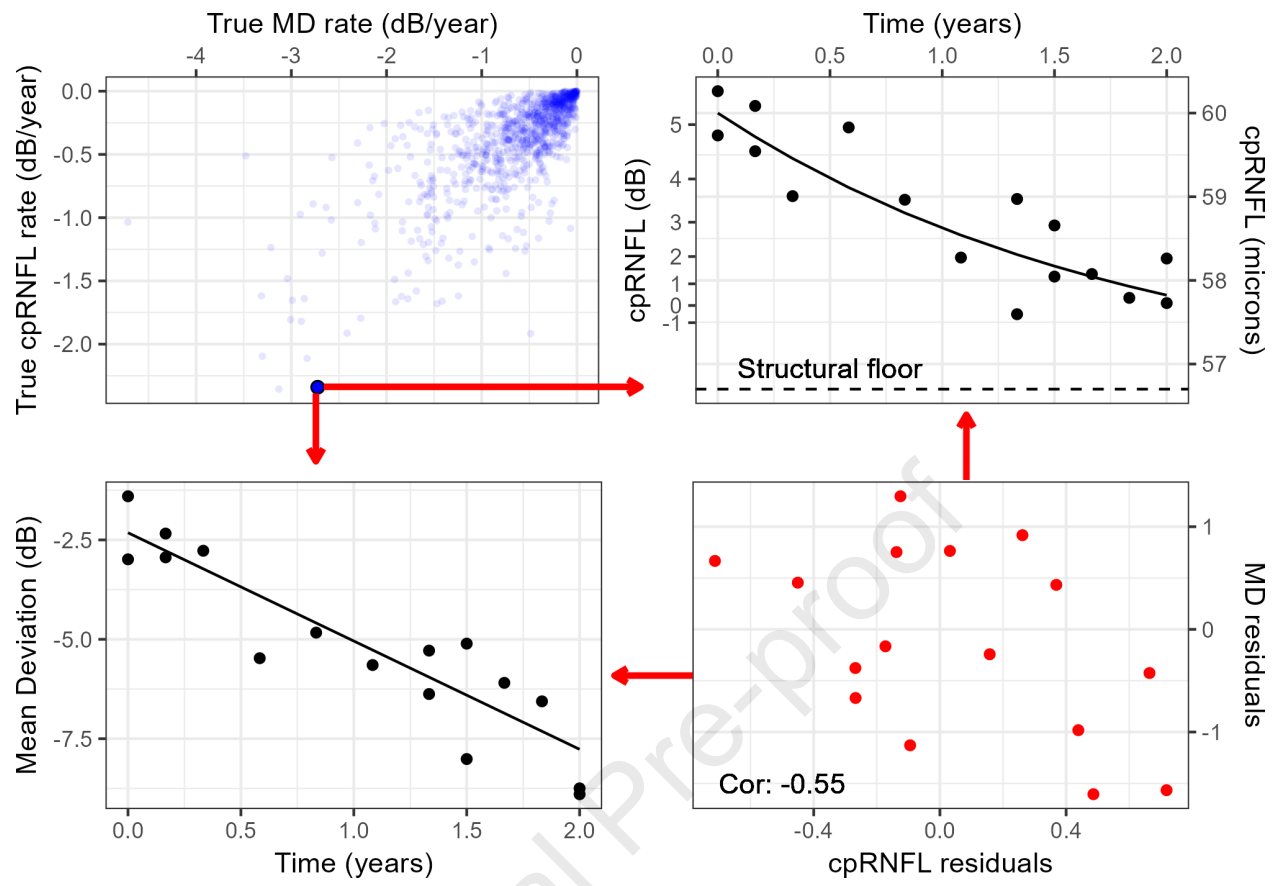 True MD rate (dB/year)
-4 -3 -2 -1 0
True cpRNFL rate (dB/year)
0.0
-0.5
-1.0
-1.5
-2.0
Time (years)
0.0 0.5 1.0 1.5 2.0
cpRNFL (dB)
5
4
3
2
1
0
-1
60
59
58
57
cpRNFL (microns)
Structural floor
Mean Deviation (dB)
-2.5
-5.0
-7.5
0.0 0.5 1.0 1.5 2.0
Time (years)
1
0
-1
MD residuals
Cor: -0.55
-0.4 0.0 0.4
cpRNFL residuals
al Pre-proof